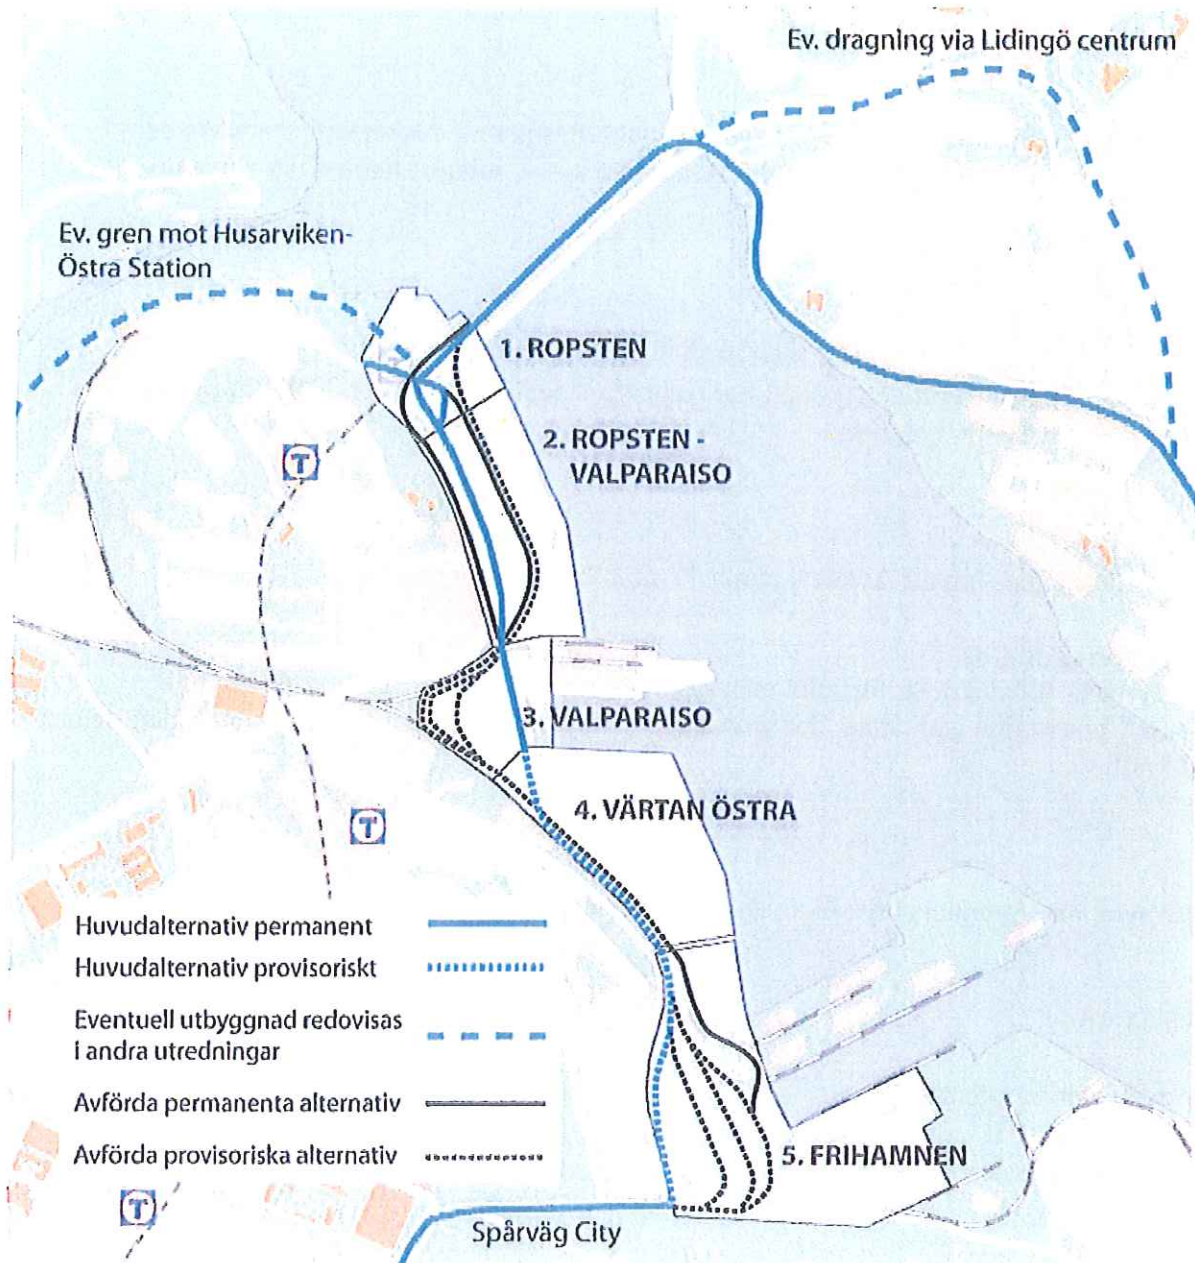 Ev. dragning via Lidingö centrum
Ev. gren mot Husarviken-
Östra Station
1. ROPSTEN
2. ROPSTEN -
VALPARAISO
T
3. VALPARAISO
4. VÄRTAN ÖSTRA
T
Huvudalternativ permanent
Huvudalternativ provisoriskt
Eventuell utbyggnad redovisas
i andra utredningar
Avförda permanenta alternativ
Avförda provisoriska alternativ
5. FRIHAMNEN
T
Spårväg City